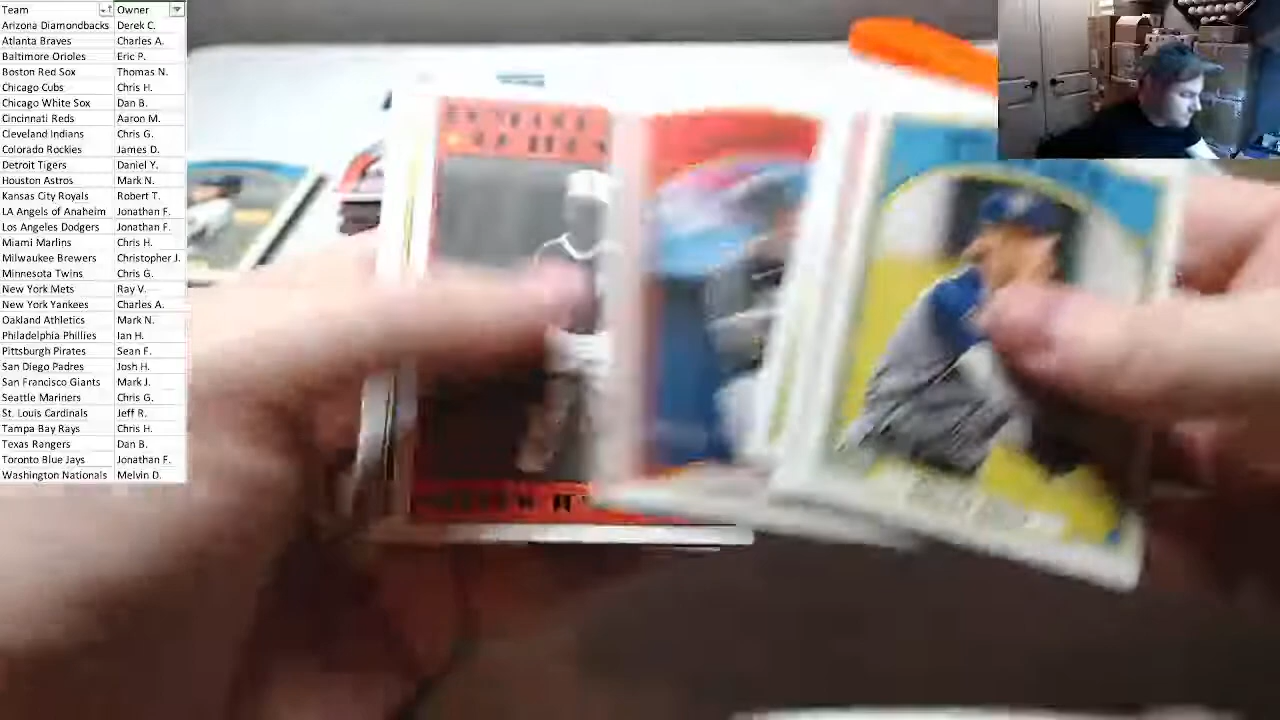 Team Owner
Arizona Diamondbacks Derek C.
Atlanta Braves Charles A.
Baltimore Orioles Eric P.
Boston Red Sox Thomas N.
Chicago Cubs Chris H.
Chicago White Sox Dan B.
Cincinnati Reds Aaron M.
Cleveland Indians Chris G.
Colorado Rockies James D.
Detroit Tigers Daniel Y.
Houston Astros Mark N.
Kansas City Royals Robert T.
LA Angels of Anaheim Jonathan F.
Los Angeles Dodgers Jonathan F.
Miami Marlins Chris H.
Milwaukee Brewers Christopher J.
Minnesota Twins Chris G.
New York Mets Ray V.
New York Yankees Charles A.
Oakland Athletics Mark N.
Philadelphia Phillies Ian H.
Pittsburgh Pirates Sean F.
San Diego Padres Josh H.
San Francisco Giants Mark J.
Seattle Mariners Chris G.
St. Louis Cardinals Jeff R.
Tampa Bay Rays Chris H.
Texas Rangers Dan B.
Toronto Blue Jays Jonathan F.
Washington Nationals Melvin D.